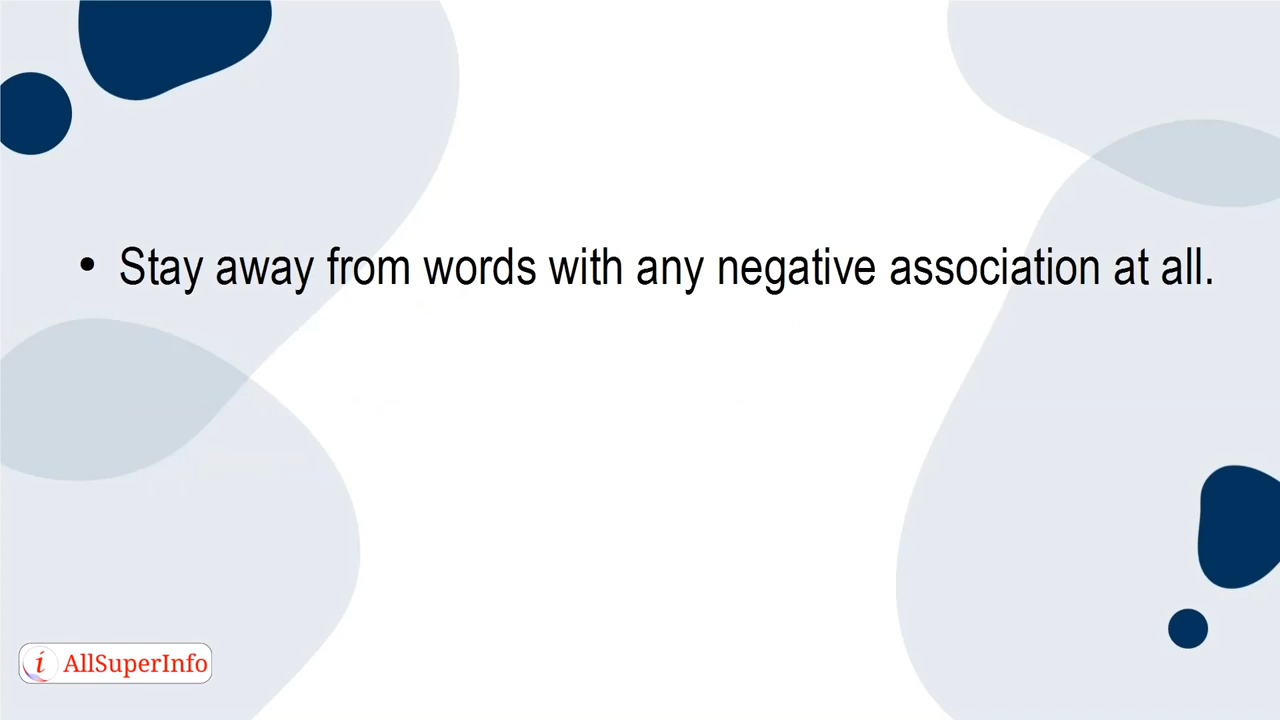 • Stay away from words with any negative association at all.
i AllSuperInfo